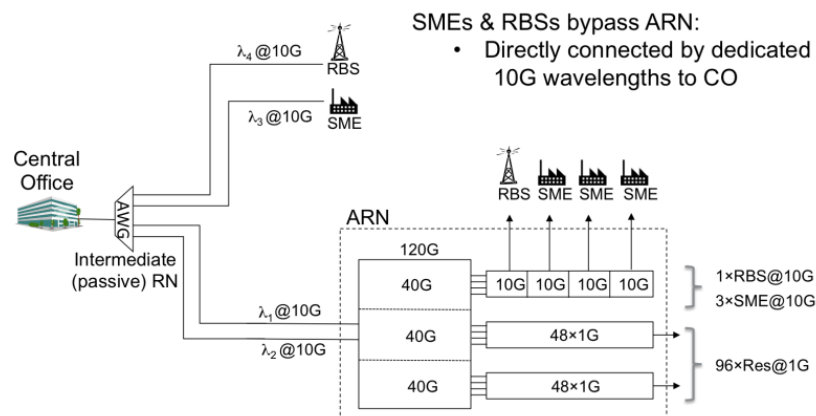 SMEs & RBSs bypass ARN:
• Directly connected by dedicated
10G wavelengths to CO
λ4@10G
RBS
λ3@10G
SME
Central
Office
AWG
Intermediate
(passive) RN
RBS SME SME SME
ARN
120G
40G
10G 10G 10G 10G
1×RBS@10G
3×SME@10G
λ1@10G
40G
48×1G
λ2@10G
96×Res@1G
40G
48×1G